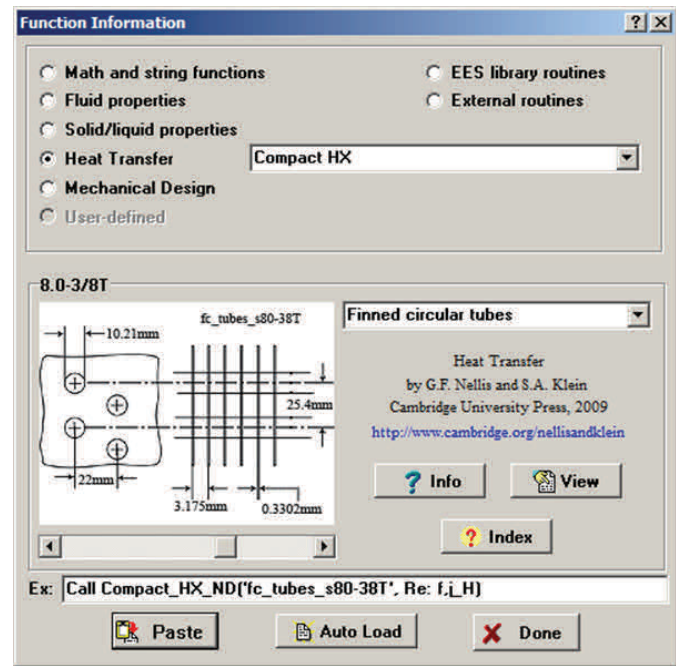 Function Information
Math and string functions
EES library routines
Fluid properties
External routines
Solid/liquid properties
Heat Transfer
Compact HX
Mechanical Design
User-defined
8.0-3/8T
fc_tubes_s80-38T
10.21mm
25.4mm
22mm
3.175mm
0.3302mm
Finned circular tubes
Heat Transfer
by G.F. Nellis and S.A. Klein
Cambridge University Press, 2009
http://www.cambridge.org/nellisandklein
? Info
View
? Index
Ex: Call Compact_HX_ND('fc_tubes_s80-38T', Re: f,j_H)
Paste
Auto Load
Done